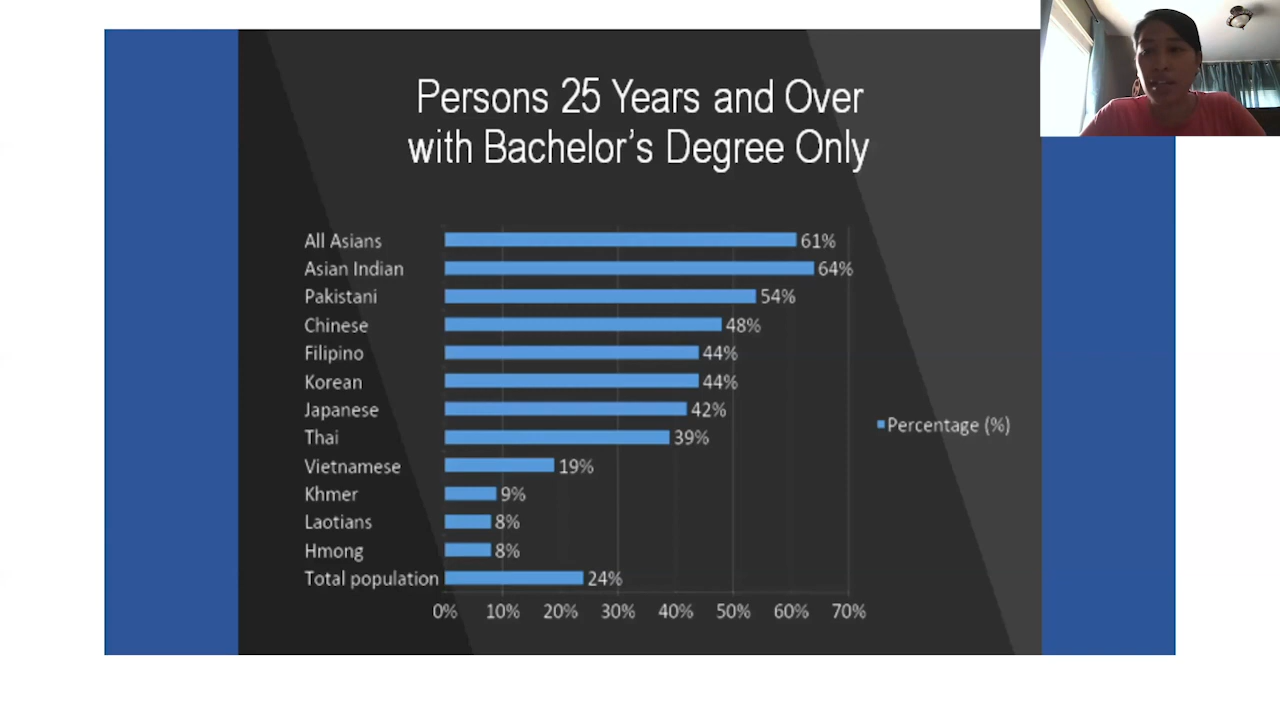 Persons 25 Years and Over
with Bachelor's Degree Only
All Asians 61%
Asian Indian 64%
Pakistani 54%
Chinese 48%
Filipino 44%
Korean 44%
Japanese 42%
Thai 39%
Vietnamese 19%
Khmer 9%
Laotians 8%
Hmong 8%
Total population 24%
0% 10% 20% 30% 40% 50% 60% 70%
Percentage (%)